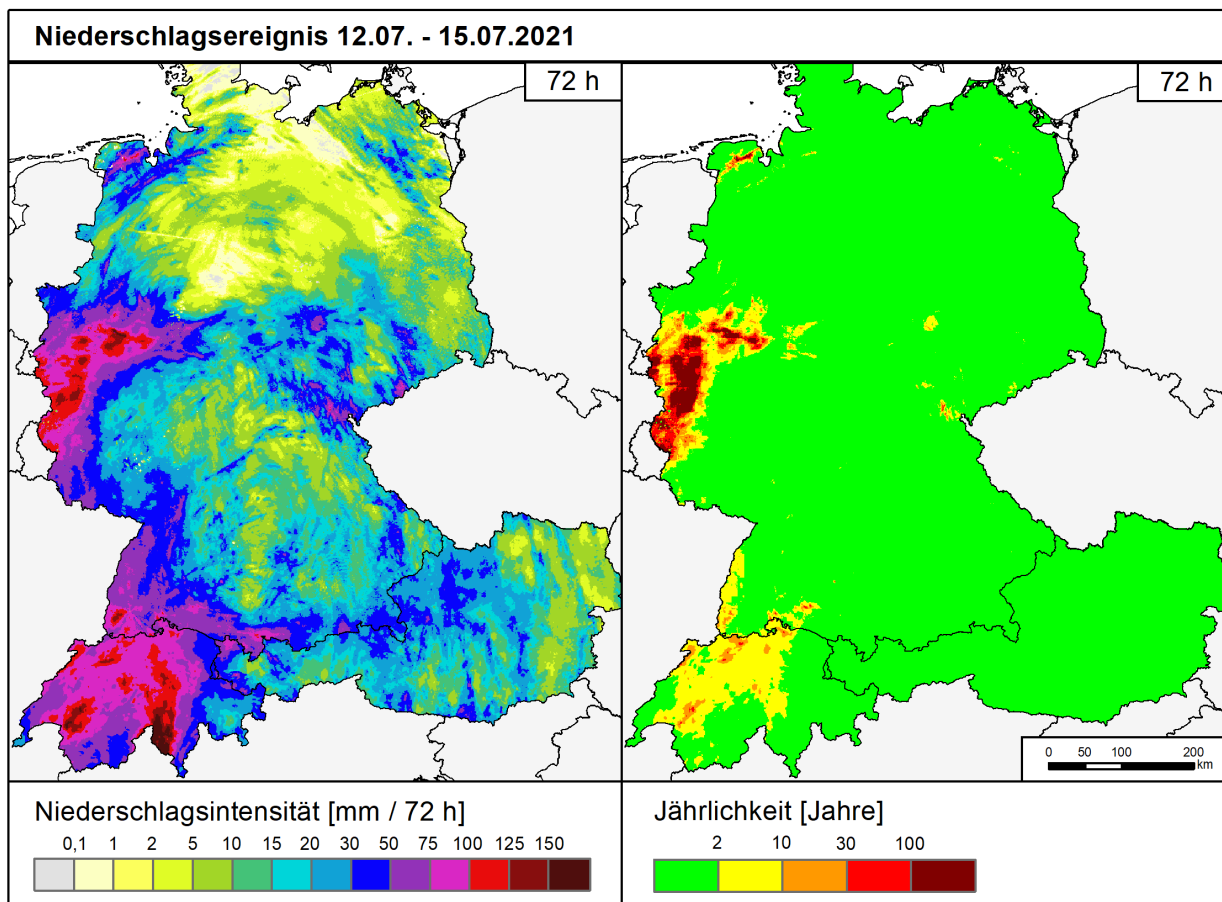 Niederschlagsereignis 12.07. - 15.07.2021
72 h
72 h
0 50 100 200
km
Niederschlagsintensität [mm / 72 h]
0,1 1 2 5 10 15 20 30 50 75 100 125 150
Jährlichkeit [Jahre]
2 10 30 100